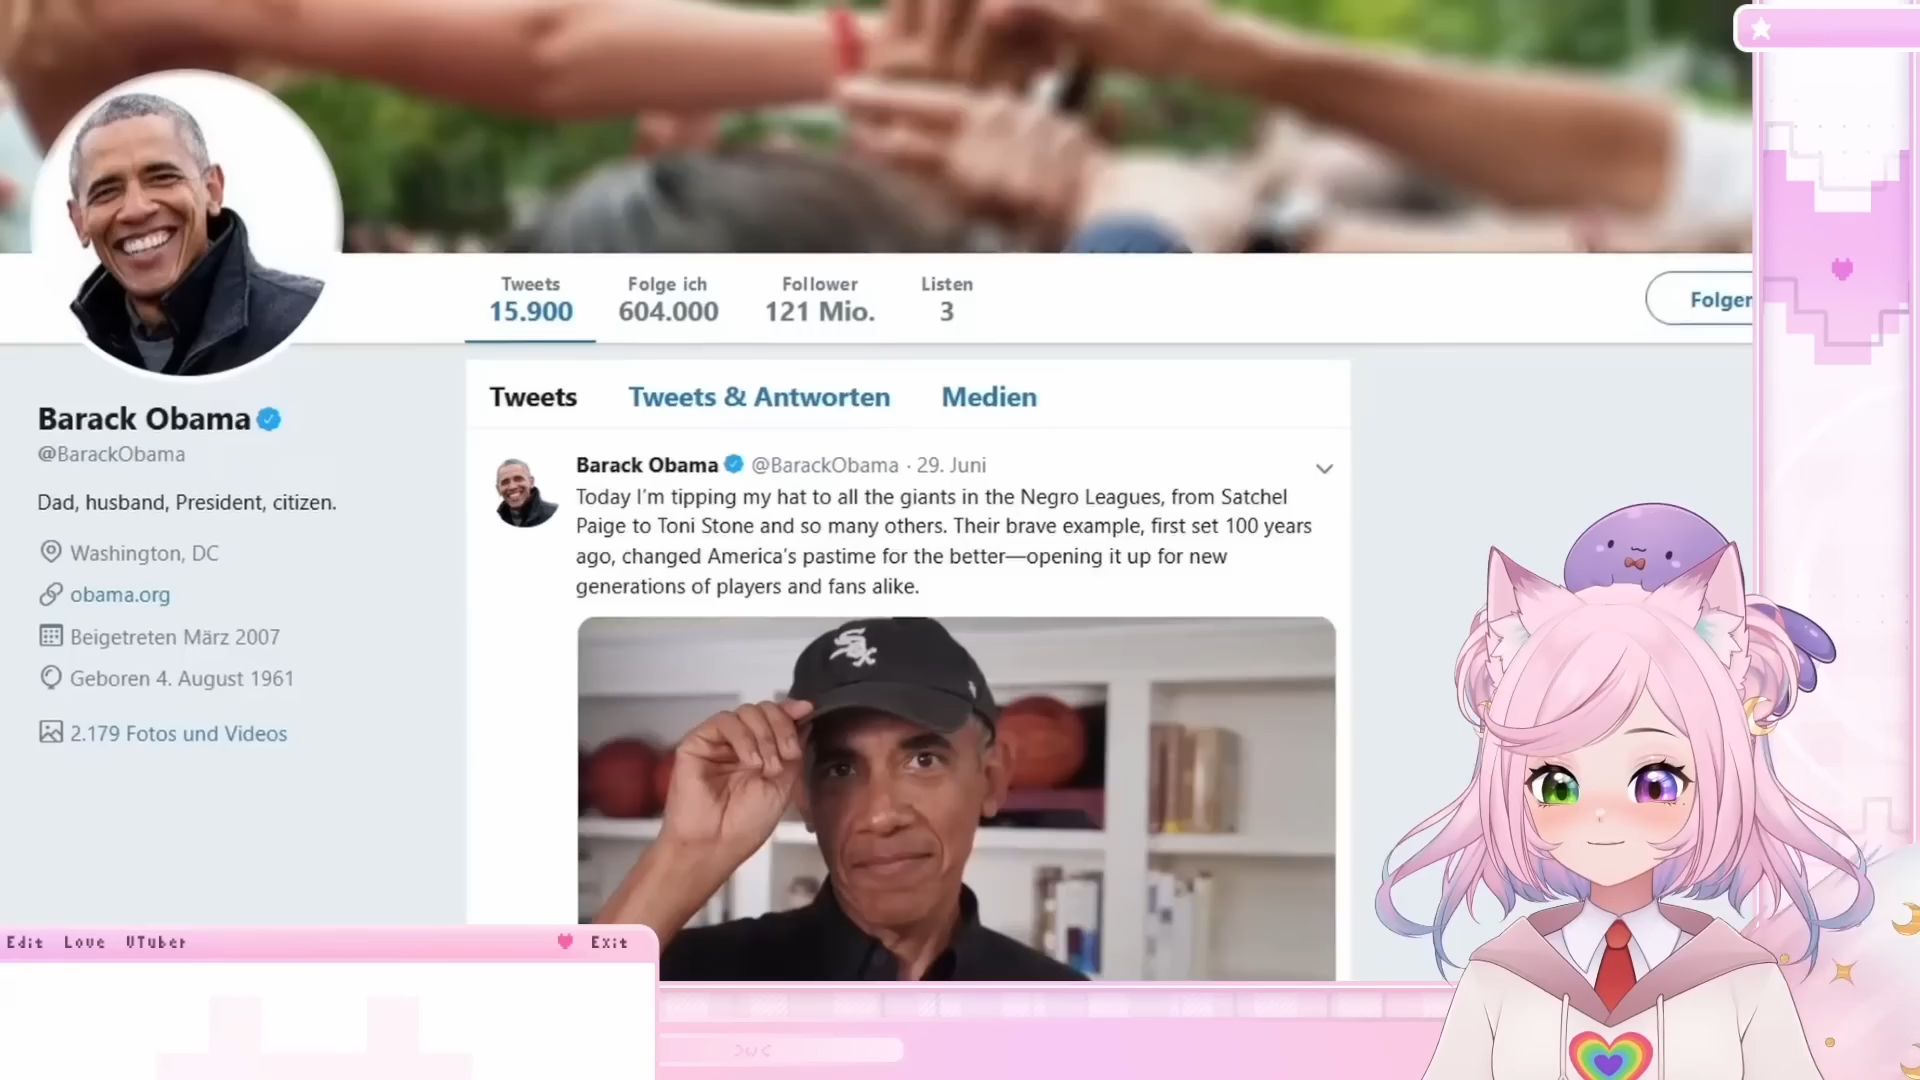 Tweets
15.900
Folge ich
604.000
Follower
121 Mio.
Listen
3
Folgen
Barack Obama
@BarackObama
Dad, husband, President, citizen.
Washington, DC
obama.org
Beigetreten März 2007
Geboren 4. August 1961
2.179 Fotos und Videos
Tweets Tweets & Antworten Medien
Barack Obama @BarackObama · 29. Juni
Today I'm tipping my hat to all the giants in the Negro Leagues, from Satchel
Paige to Toni Stone and so many others. Their brave example, first set 100 years
ago, changed America's pastime for the better—opening it up for new
generations of players and fans alike.
Sox
Edit Love VTuber Exit